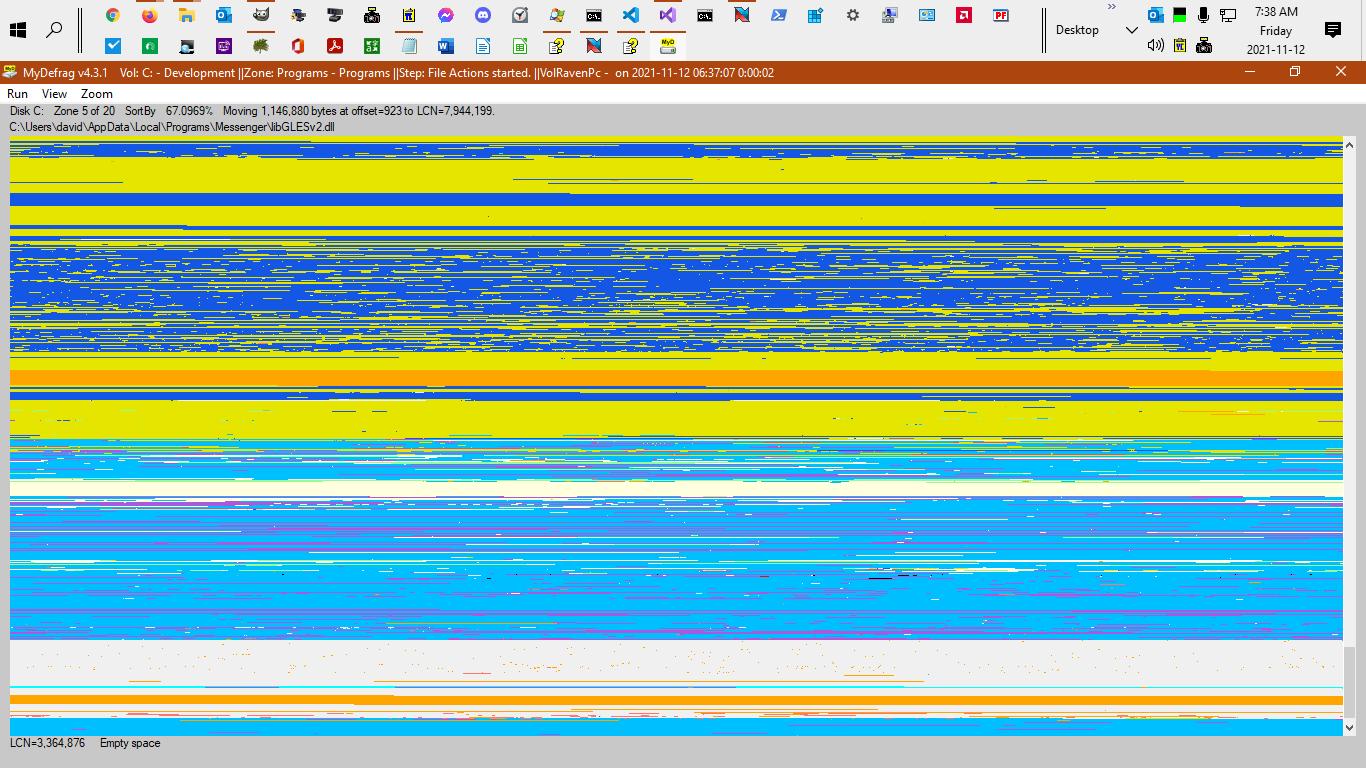 7:38 AM
Desktop
Friday
2021-11-12
MyDefrag v4.3.1 Vol: C: - Development ||Zone: Programs - Programs ||Step: File Actions started. ||VolRavenPc - on 2021-11-12 06:37:07 0:00:02
Run View Zoom
Disk C: Zone 5 of 20 SortBy 67.0969% Moving 1,146,880 bytes at offset=923 to LCN=7,944,199.
C:\Users\david\AppData\Local\Programs\Messenger\libGLESv2.dll
LCN=3,364,876 Empty space